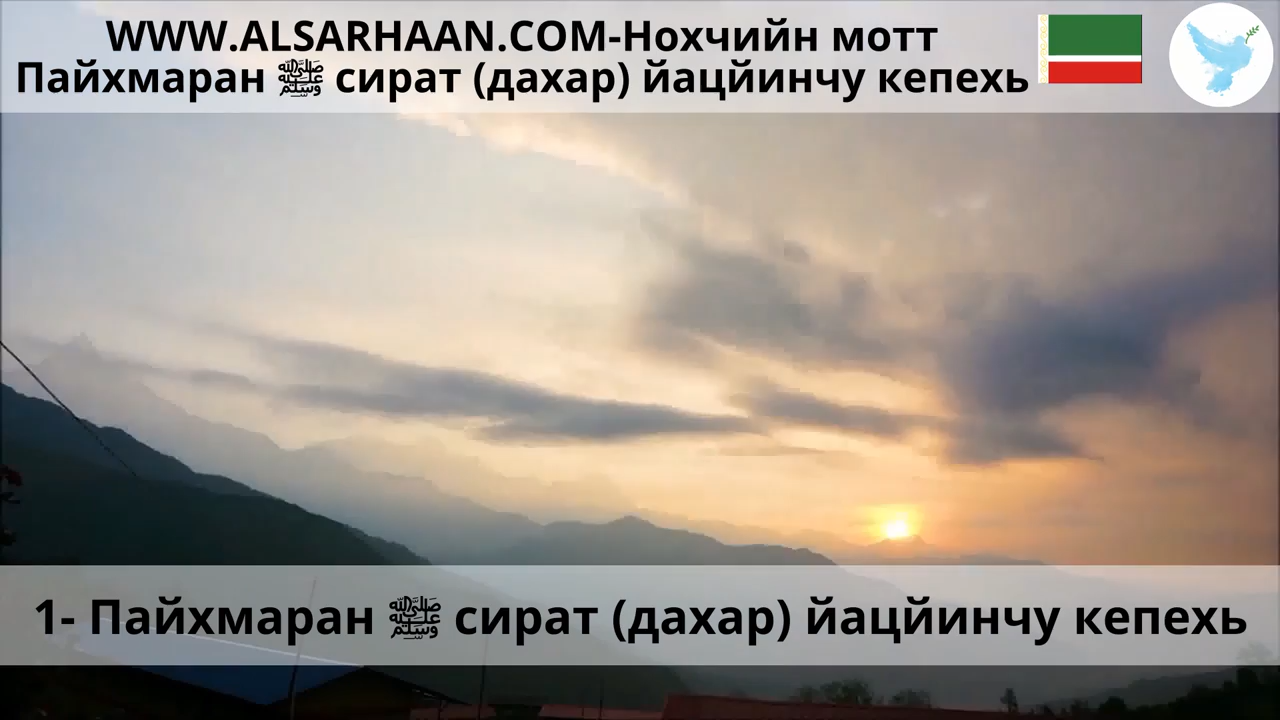 WWW.ALSARHAAN.COM-Нохчийн мотт
Пайхмаран ﷺ сират (дахар) йацйинчу кепехь
1- Пайхмаран ﷺ сират (дахар) йацйинчу кепехь